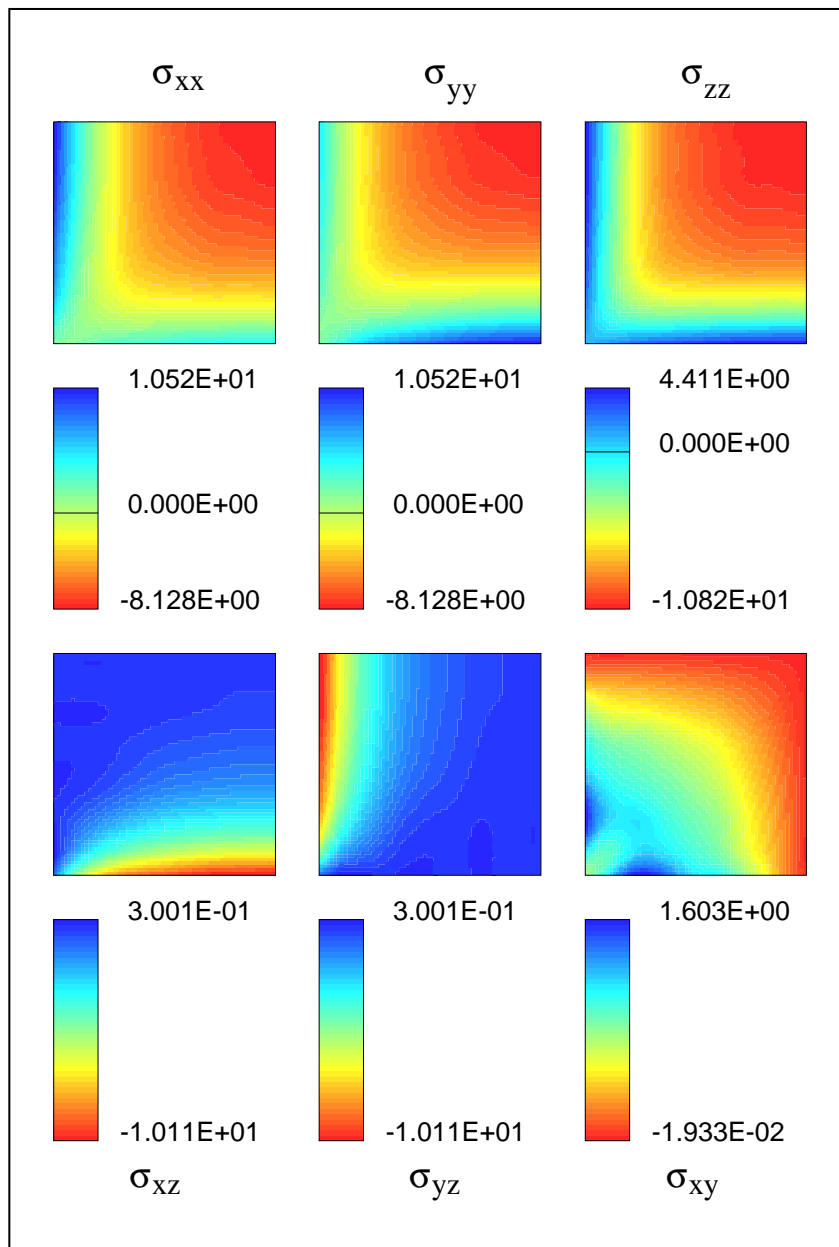 σxx σyy σzz
1.052E+01 1.052E+01 4.411E+00
0.000E+00
0.000E+00 0.000E+00
-8.128E+00 -8.128E+00 -1.082E+01
3.001E-01 3.001E-01 1.603E+00
-1.011E+01 -1.011E+01 -1.933E-02
σxz σyz σxy